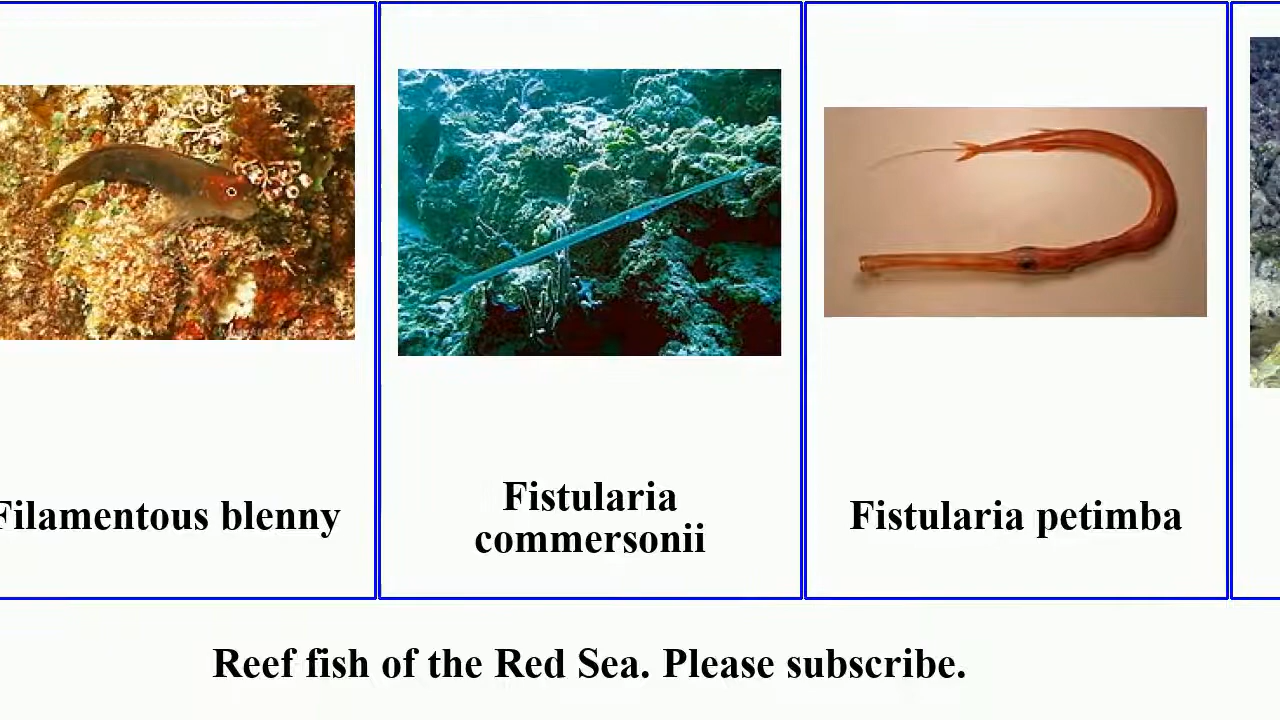 Filamentous blenny
Fistularia
commersonii
Fistularia petimba
Reef fish of the Red Sea. Please subscribe.